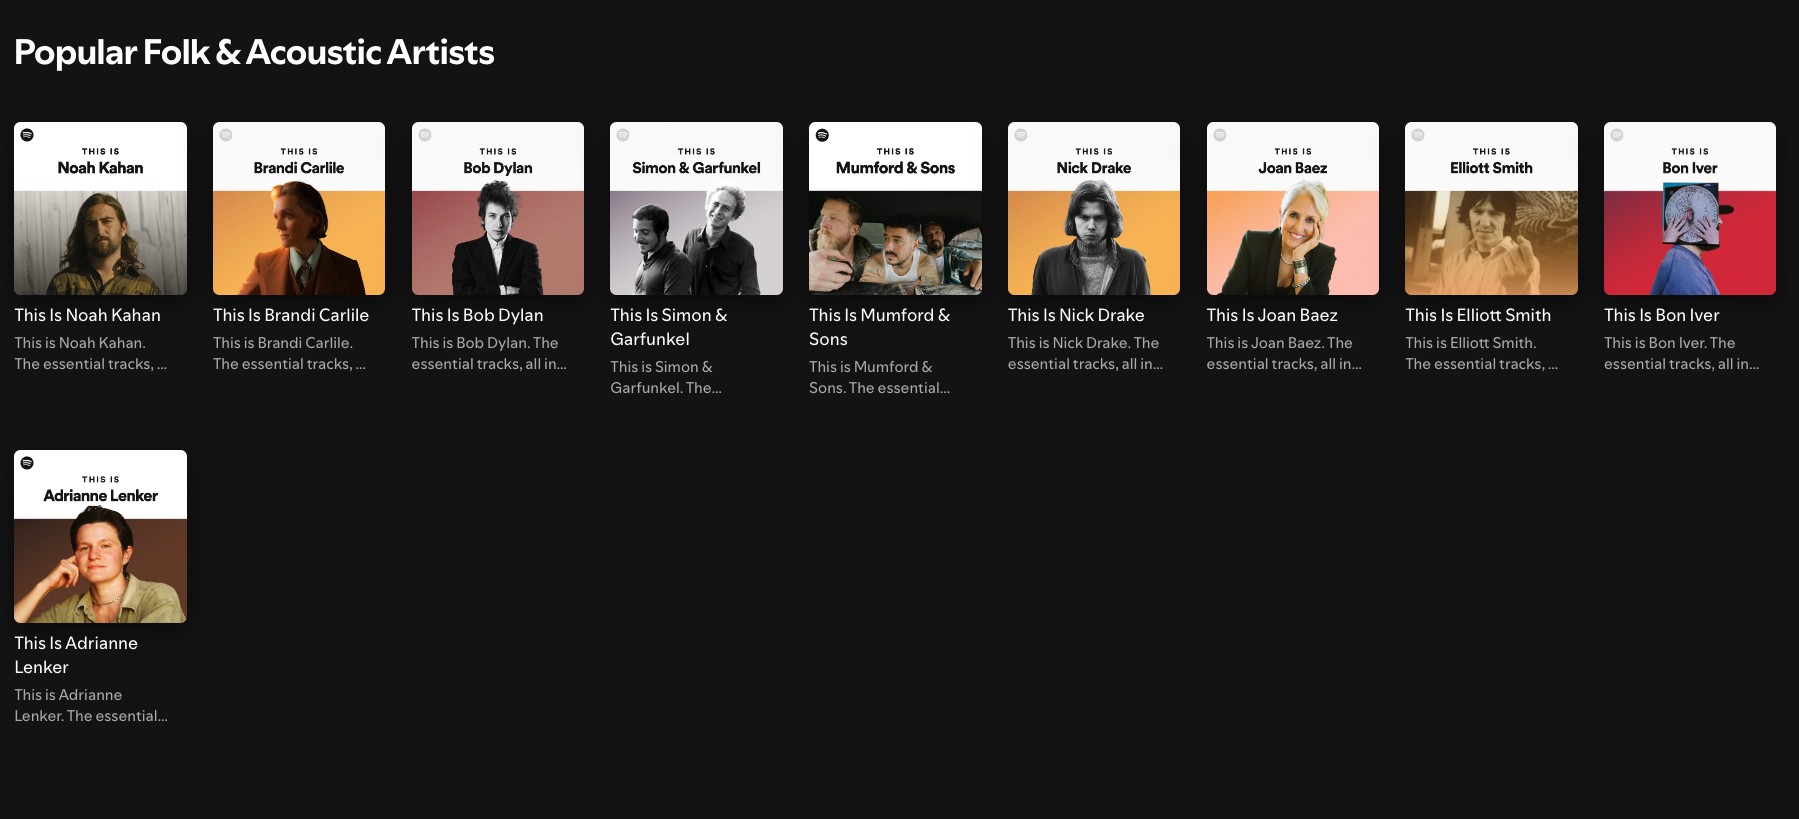 Popular Folk & Acoustic Artists
THIS IS
Noah Kahan
This Is Noah Kahan
This is Noah Kahan.
The essential tracks, ...
THIS IS
Brandi Carlile
This Is Brandi Carlile
This is Brandi Carlile.
The essential tracks, ...
THIS IS
Bob Dylan
This Is Bob Dylan
This is Bob Dylan. The
essential tracks, all in...
THIS IS
Simon & Garfunkel
This Is Simon &
Garfunkel
This is Simon &
Garfunkel. The...
THIS IS
Mumford & Sons
This Is Mumford &
Sons
This is Mumford &
Sons. The essential...
THIS IS
Nick Drake
This Is Nick Drake
This is Nick Drake. The
essential tracks, all in...
THIS IS
Joan Baez
This Is Joan Baez
This is Joan Baez. The
essential tracks, all in...
THIS IS
Elliott Smith
This Is Elliott Smith
This is Elliott Smith.
The essential tracks, ...
THIS IS
Bon Iver
This Is Bon Iver
This is Bon Iver. The
essential tracks, all in...
THIS IS
Adrianne Lenker
This Is Adrianne
Lenker
This is Adrianne
Lenker. The essential...